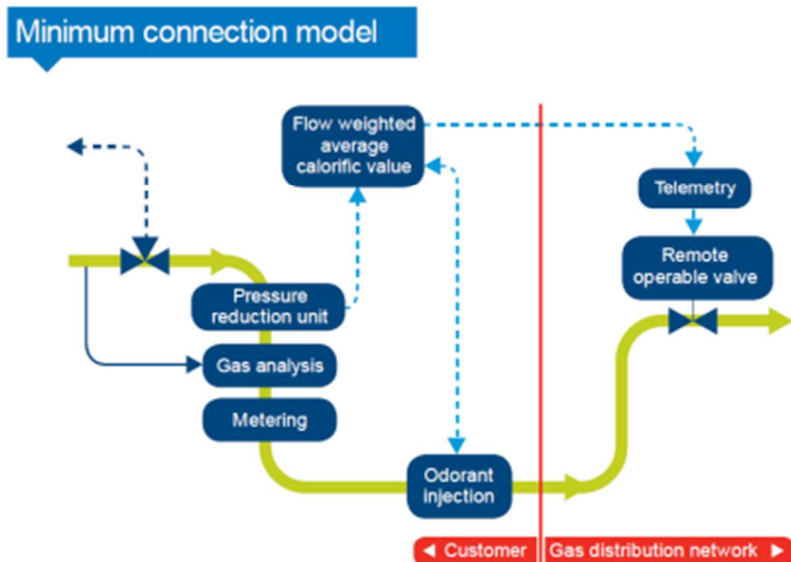 Minimum connection model
Flow weighted
average
calorific value
Telemetry
Remote
operable valve
Pressure
reduction unit
Gas analysis
Metering
Odorant
injection
Customer
Gas distribution network